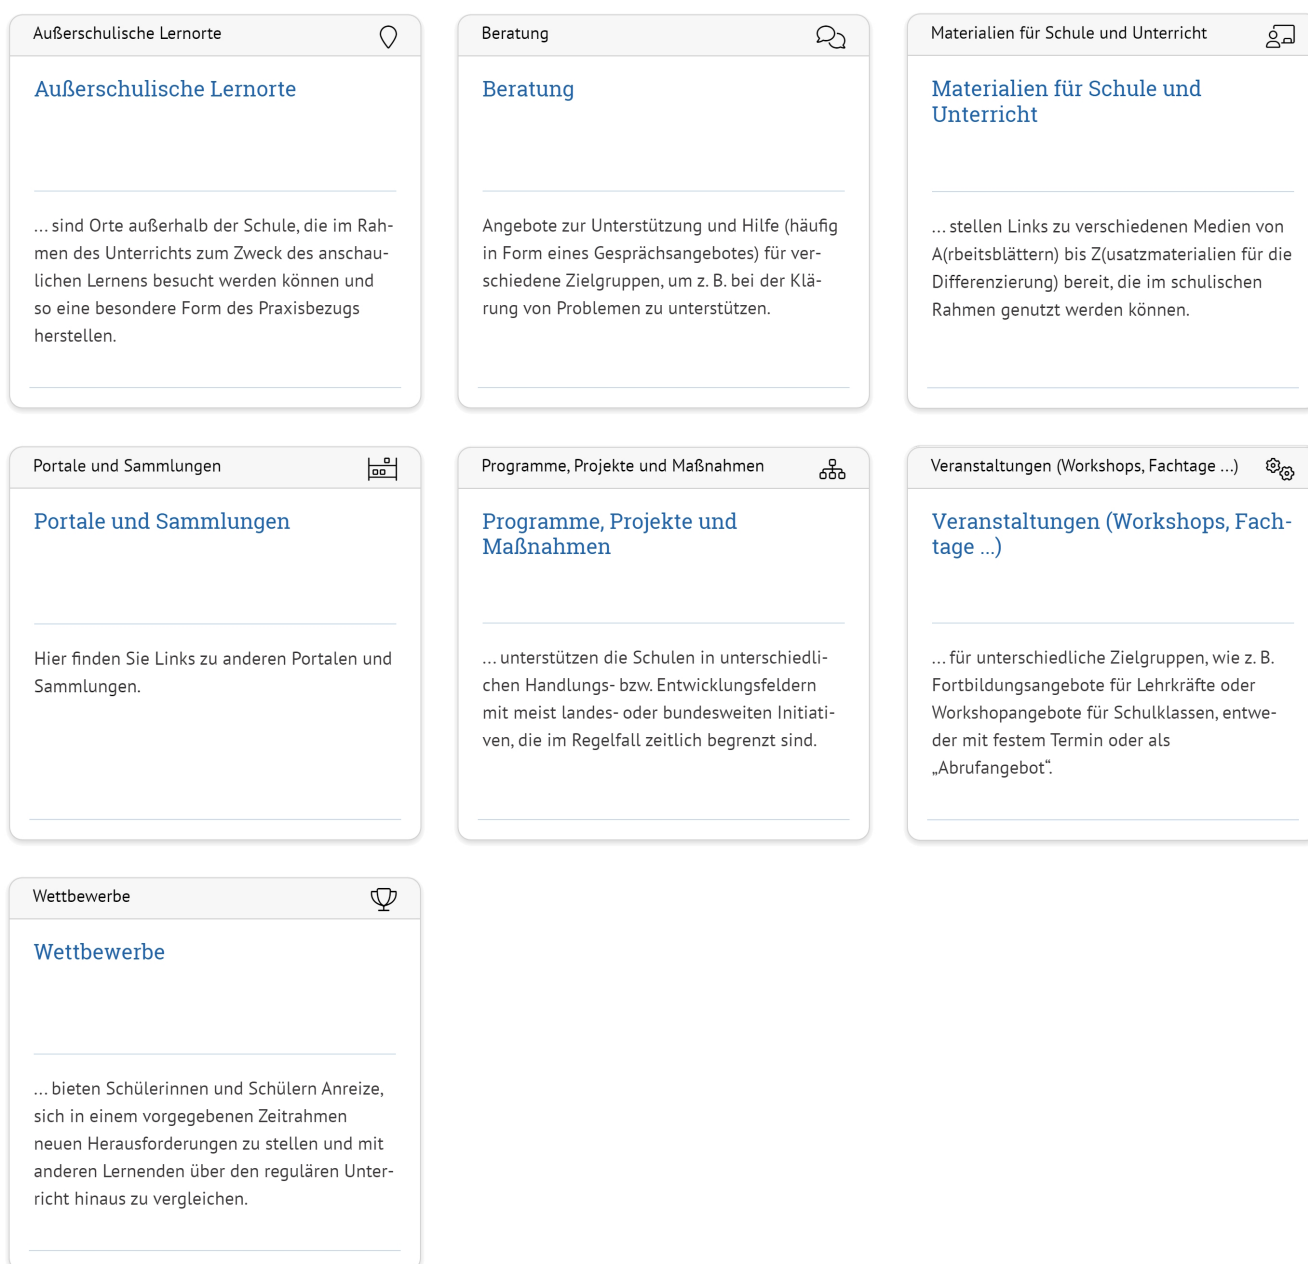 Außerschulische Lernorte
Außerschulische Lernorte
... sind Orte außerhalb der Schule, die im Rah-
men des Unterrichts zum Zweck des anschau-
lichen Lernens besucht werden können und
so eine besondere Form des Praxisbezugs
herstellen.
Beratung
Beratung
Angebote zur Unterstützung und Hilfe (häufig
in Form eines Gesprächsangebotes) für ver-
schiedene Zielgruppen, um z. B. bei der Klä-
rung von Problemen zu unterstützen.
Materialien für Schule und Unterricht
Materialien für Schule und
Unterricht
... stellen Links zu verschiedenen Medien von
A(rbeitsblättern) bis Z(usatzmaterialien für die
Differenzierung) bereit, die im schulischen
Rahmen genutzt werden können.
Portale und Sammlungen
Portale und Sammlungen
Hier finden Sie Links zu anderen Portalen und
Sammlungen.
Programme, Projekte und Maßnahmen
Programme, Projekte und
Maßnahmen
... unterstützen die Schulen in unterschiedli-
chen Handlungs- bzw. Entwicklungsfeldern
mit meist landes- oder bundesweiten Initiati-
ven, die im Regelfall zeitlich begrenzt sind.
Veranstaltungen (Workshops, Fachtage ...)
Veranstaltungen (Workshops, Fach-
tage ...)
... für unterschiedliche Zielgruppen, wie z. B.
Fortbildungsangebote für Lehrkräfte oder
Workshopangebote für Schulklassen, entwe-
der mit festem Termin oder als
„Abrufangebot“.
Wettbewerbe
Wettbewerbe
... bieten Schülerinnen und Schülern Anreize,
sich in einem vorgegebenen Zeitrahmen
neuen Herausforderungen zu stellen und mit
anderen Lernenden über den regulären Unter-
richt hinaus zu vergleichen.